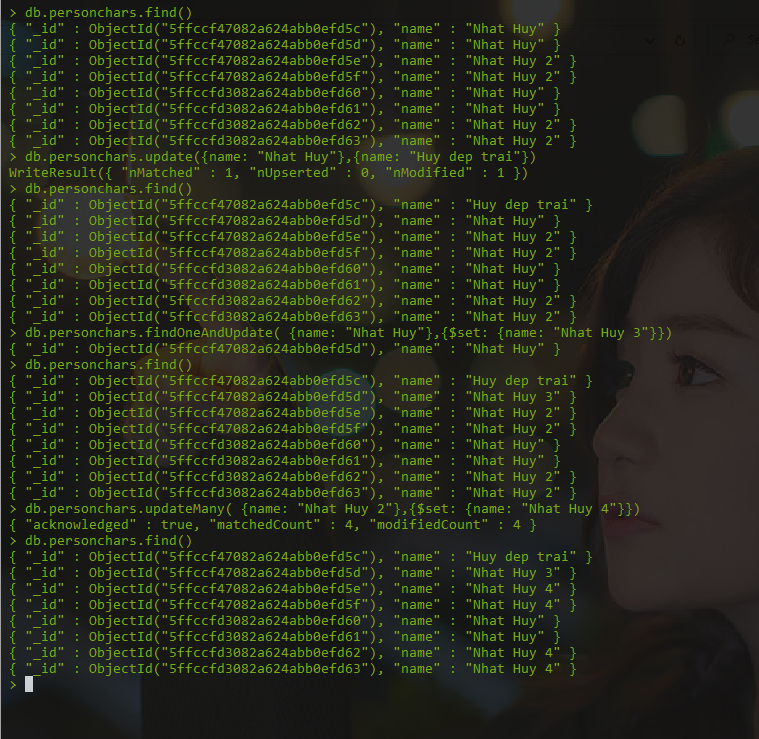 > db.personchars.find()
{ "_id" : ObjectId("5ffccf47082a624abb0efd5c"), "name" : "Nhat Huy" }
{ "_id" : ObjectId("5ffccf47082a624abb0efd5d"), "name" : "Nhat Huy" }
{ "_id" : ObjectId("5ffccf47082a624abb0efd5e"), "name" : "Nhat Huy 2" }
{ "_id" : ObjectId("5ffccf47082a624abb0efd5f"), "name" : "Nhat Huy 2" }
{ "_id" : ObjectId("5ffccfd3082a624abb0efd60"), "name" : "Nhat Huy" }
{ "_id" : ObjectId("5ffccfd3082a624abb0efd61"), "name" : "Nhat Huy" }
{ "_id" : ObjectId("5ffccfd3082a624abb0efd62"), "name" : "Nhat Huy 2" }
{ "_id" : ObjectId("5ffccfd3082a624abb0efd63"), "name" : "Nhat Huy 2" }
> db.personchars.update({name: "Nhat Huy"},{name: "Huy dep trai"})
WriteResult({ "nMatched" : 1, "nUpserted" : 0, "nModified" : 1 })
> db.personchars.find()
{ "_id" : ObjectId("5ffccf47082a624abb0efd5c"), "name" : "Huy dep trai" }
{ "_id" : ObjectId("5ffccf47082a624abb0efd5d"), "name" : "Nhat Huy" }
{ "_id" : ObjectId("5ffccf47082a624abb0efd5e"), "name" : "Nhat Huy 2" }
{ "_id" : ObjectId("5ffccf47082a624abb0efd5f"), "name" : "Nhat Huy 2" }
{ "_id" : ObjectId("5ffccfd3082a624abb0efd60"), "name" : "Nhat Huy" }
{ "_id" : ObjectId("5ffccfd3082a624abb0efd61"), "name" : "Nhat Huy" }
{ "_id" : ObjectId("5ffccfd3082a624abb0efd62"), "name" : "Nhat Huy 2" }
{ "_id" : ObjectId("5ffccfd3082a624abb0efd63"), "name" : "Nhat Huy 2" }
> db.personchars.findOneAndUpdate( {name: "Nhat Huy"},{$set: {name: "Nhat Huy 3"}})
{ "_id" : ObjectId("5ffccf47082a624abb0efd5d"), "name" : "Nhat Huy" }
> db.personchars.find()
{ "_id" : ObjectId("5ffccf47082a624abb0efd5c"), "name" : "Huy dep trai" }
{ "_id" : ObjectId("5ffccf47082a624abb0efd5d"), "name" : "Nhat Huy 3" }
{ "_id" : ObjectId("5ffccf47082a624abb0efd5e"), "name" : "Nhat Huy 2" }
{ "_id" : ObjectId("5ffccf47082a624abb0efd5f"), "name" : "Nhat Huy 2" }
{ "_id" : ObjectId("5ffccfd3082a624abb0efd60"), "name" : "Nhat Huy" }
{ "_id" : ObjectId("5ffccfd3082a624abb0efd61"), "name" : "Nhat Huy" }
{ "_id" : ObjectId("5ffccfd3082a624abb0efd62"), "name" : "Nhat Huy 2" }
{ "_id" : ObjectId("5ffccfd3082a624abb0efd63"), "name" : "Nhat Huy 2" }
> db.personchars.updateMany( {name: "Nhat Huy 2"},{$set: {name: "Nhat Huy 4"}})
{ "acknowledged" : true, "matchedCount" : 4, "modifiedCount" : 4 }
> db.personchars.find()
{ "_id" : ObjectId("5ffccf47082a624abb0efd5c"), "name" : "Huy dep trai" }
{ "_id" : ObjectId("5ffccf47082a624abb0efd5d"), "name" : "Nhat Huy 3" }
{ "_id" : ObjectId("5ffccf47082a624abb0efd5e"), "name" : "Nhat Huy 4" }
{ "_id" : ObjectId("5ffccf47082a624abb0efd5f"), "name" : "Nhat Huy 4" }
{ "_id" : ObjectId("5ffccfd3082a624abb0efd60"), "name" : "Nhat Huy" }
{ "_id" : ObjectId("5ffccfd3082a624abb0efd61"), "name" : "Nhat Huy" }
{ "_id" : ObjectId("5ffccfd3082a624abb0efd62"), "name" : "Nhat Huy 4" }
{ "_id" : ObjectId("5ffccfd3082a624abb0efd63"), "name" : "Nhat Huy 4" }
>